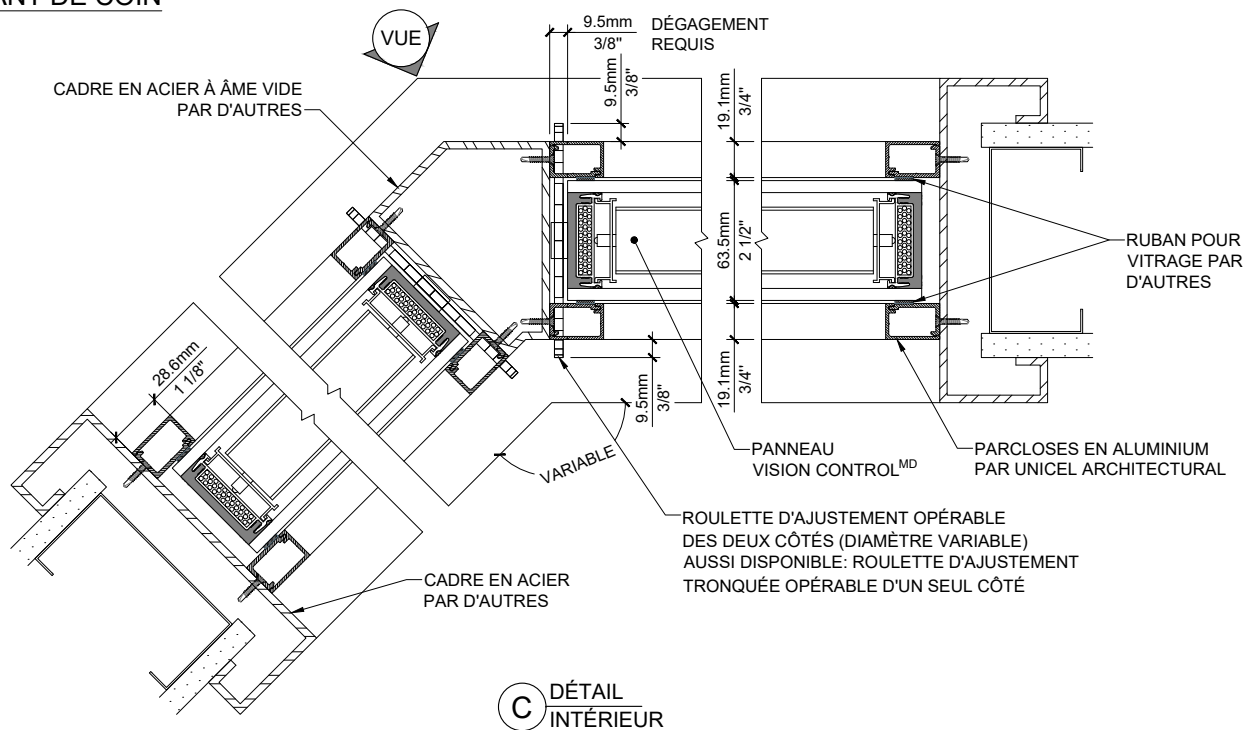 ANT DE COIN
VUE
9.5mm
3/8"
DÉGAGEMENT
REQUIS
CADRE EN ACIER À ÂME VIDE
PAR D'AUTRES
9.5mm
3/8"
19.1mm
3/4"
63.5mm
2 1/2"
RUBAN POUR
VITRAGE PAR
D'AUTRES
28.6mm
1 1/8"
9.5mm
3/8"
19.1mm
3/4"
VARIABLE
PANNEAU
VISION CONTROL^MD
PARCLOSES EN ALUMINIUM
PAR UNICEL ARCHITECTURAL
ROULETTE D'AJUSTEMENT OPÉRABLE
DES DEUX CÔTÉS (DIAMÈTRE VARIABLE)
AUSSI DISPONIBLE: ROULETTE D'AJUSTEMENT
TRONQUÉE OPÉRABLE D'UN SEUL CÔTÉ
CADRE EN ACIER
PAR D'AUTRES
C
DÉTAIL
INTÉRIEUR